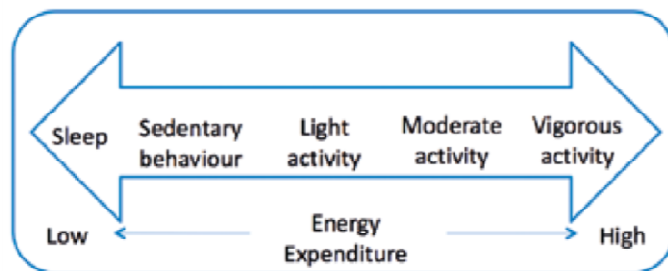 Sleep
Sedentary
behaviour
Light
activity
Moderate
activity
Vigorous
activity
Low
Energy
Expenditure
High